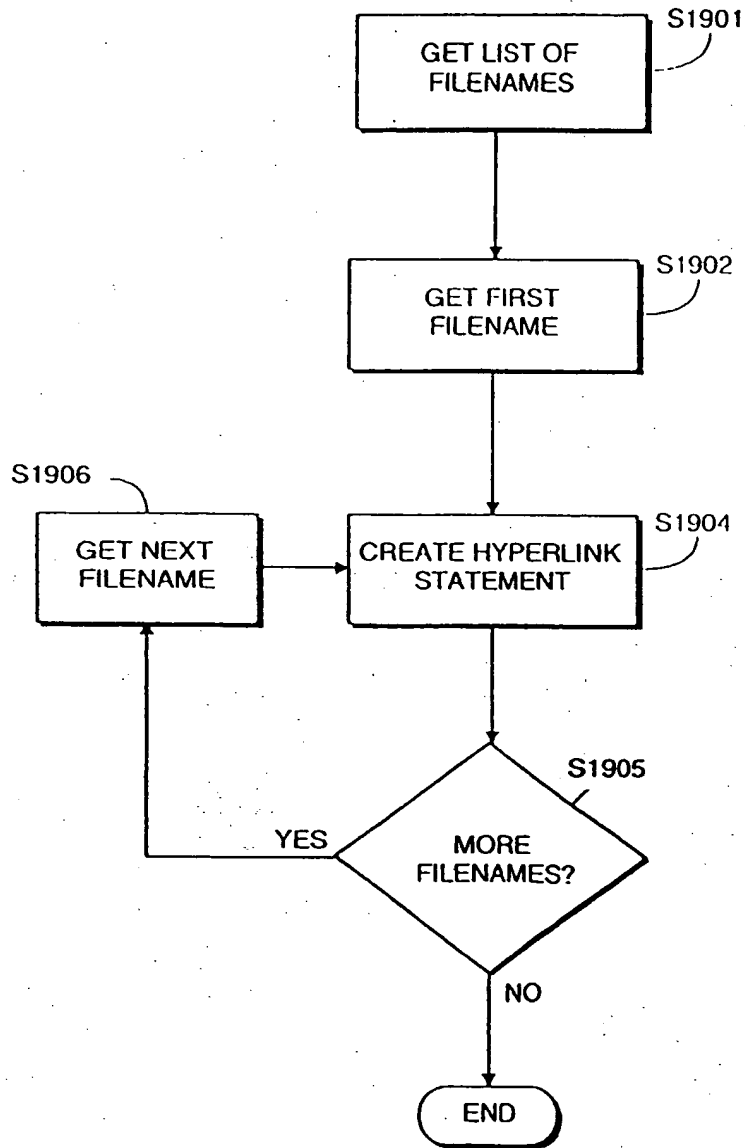 S1901
GET LIST OF
FILENAMES
S1902
GET FIRST
FILENAME
S1906
GET NEXT
FILENAME
S1904
CREATE HYPERLINK
STATEMENT
S1905
YES
MORE
FILENAMES?
NO
END